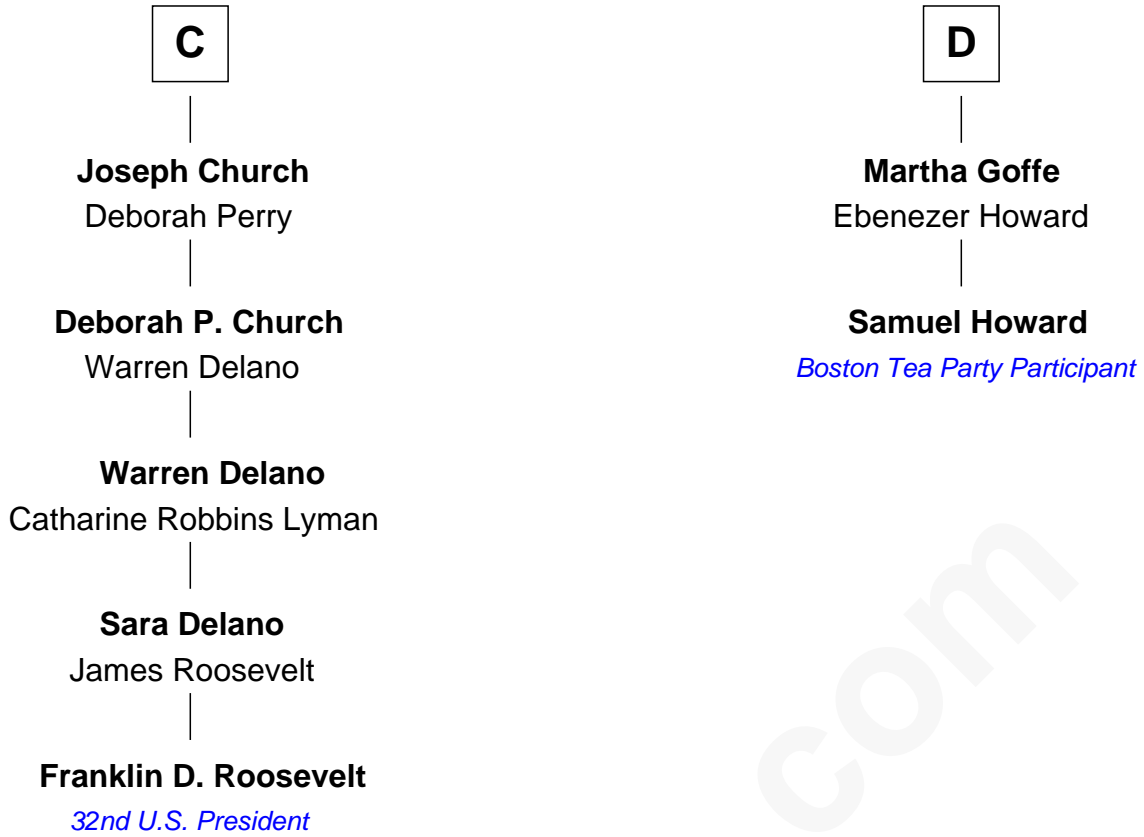 C
Joseph Church
Deborah Perry
Deborah P. Church
Warren Delano
Warren Delano
Catharine Robbins Lyman
Sara Delano
James Roosevelt
Franklin D. Roosevelt
32nd U.S. President
D
Martha Goffe
Ebenezer Howard
Samuel Howard
Boston Tea Party Participant
com